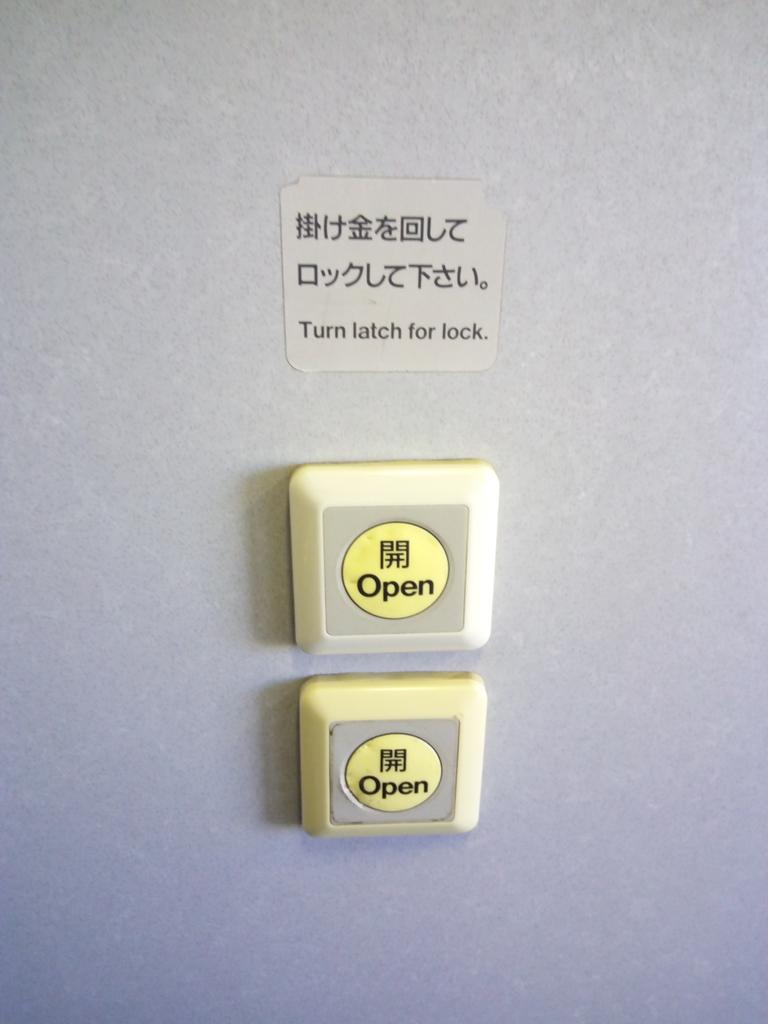 掛け金を回して
ロックして下さい。
Turn latch for lock.
開
Open
開
Open